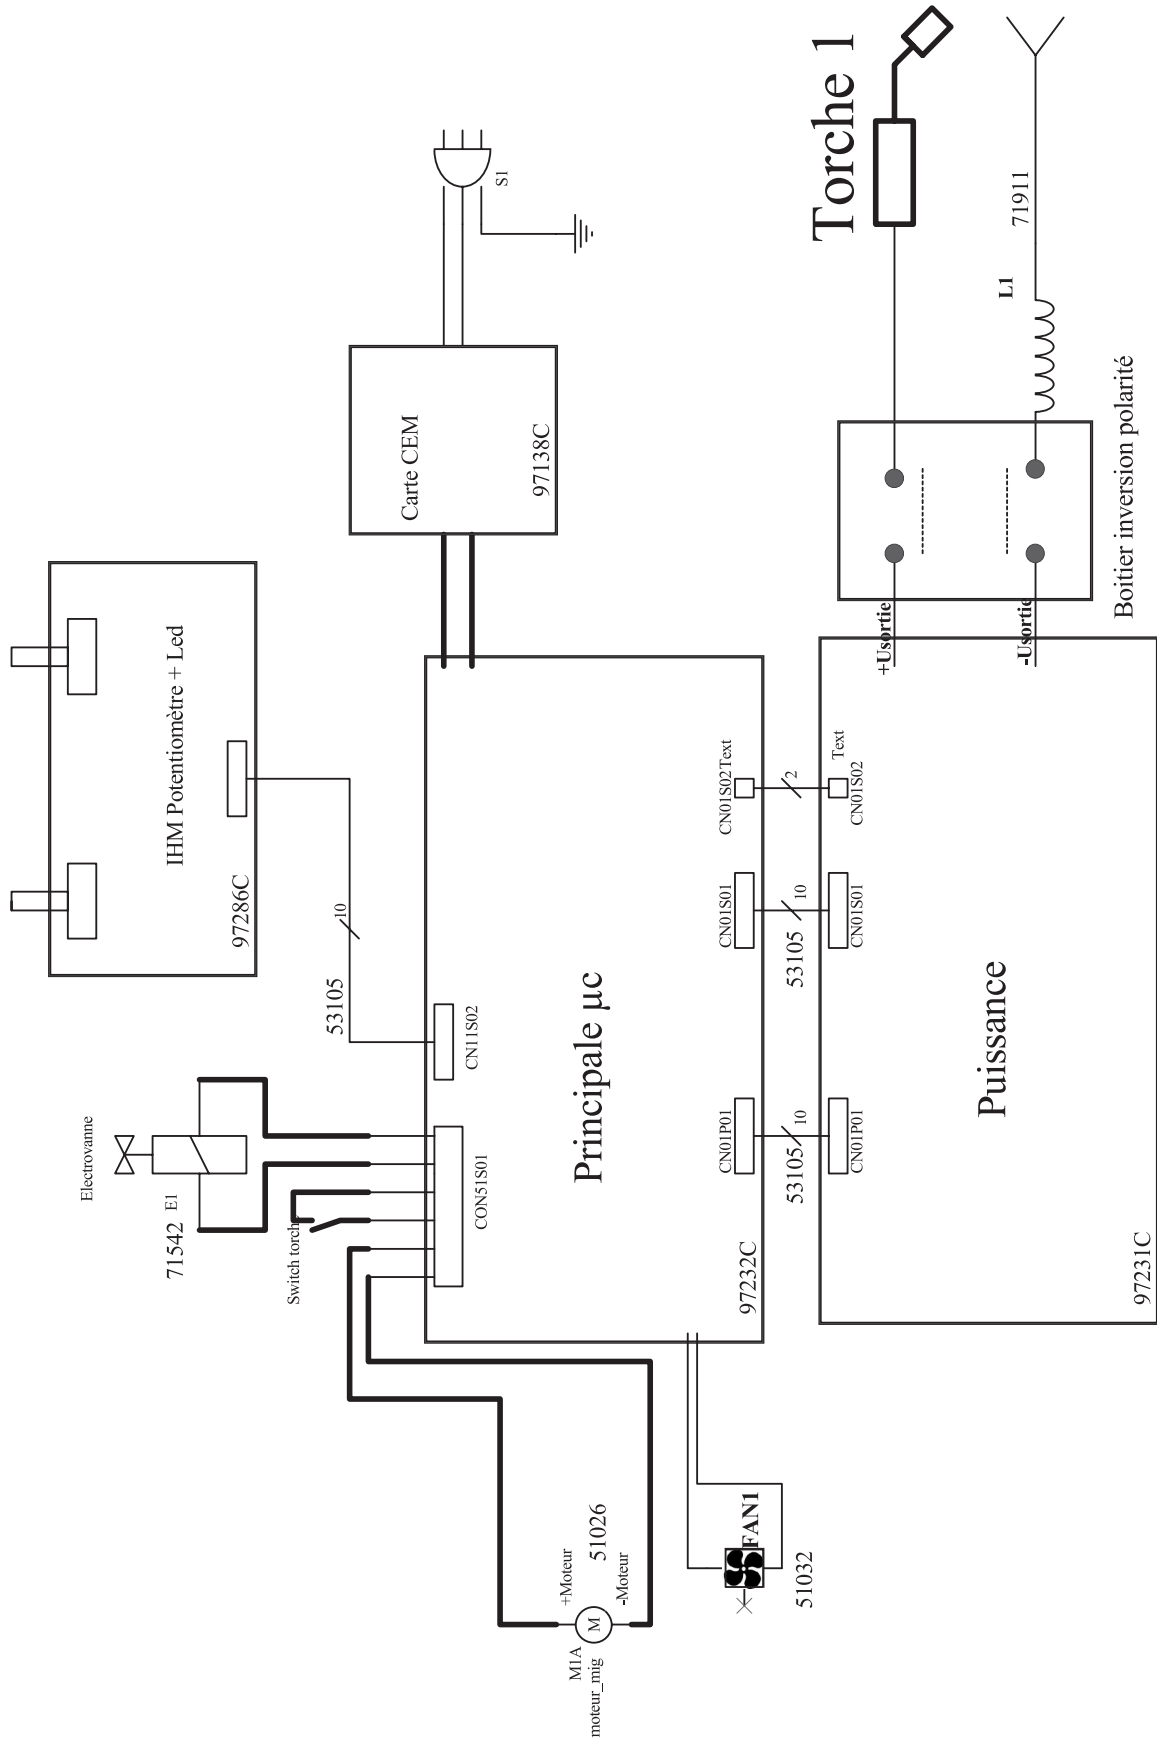 Torche 1
71911
L1
S1
Carte CEM
97138C
Boitier inversion polarité
+Usortie
-Usortie
IHM Potentiomètre + Led
97286C
10
53105
CN11S02
Electrovanne
E1
71542
Switch torche
CON51S01
Principale µc
97232C
CN01S02
Text
2
Text
CN01S02
CN01S01
10
53105
CN01S01
CN01P01
10
53105
CN01P01
Puissance
97231C
+Moteur
51026
-Moteur
M
M1A
moteur_mig
FAN1
51032